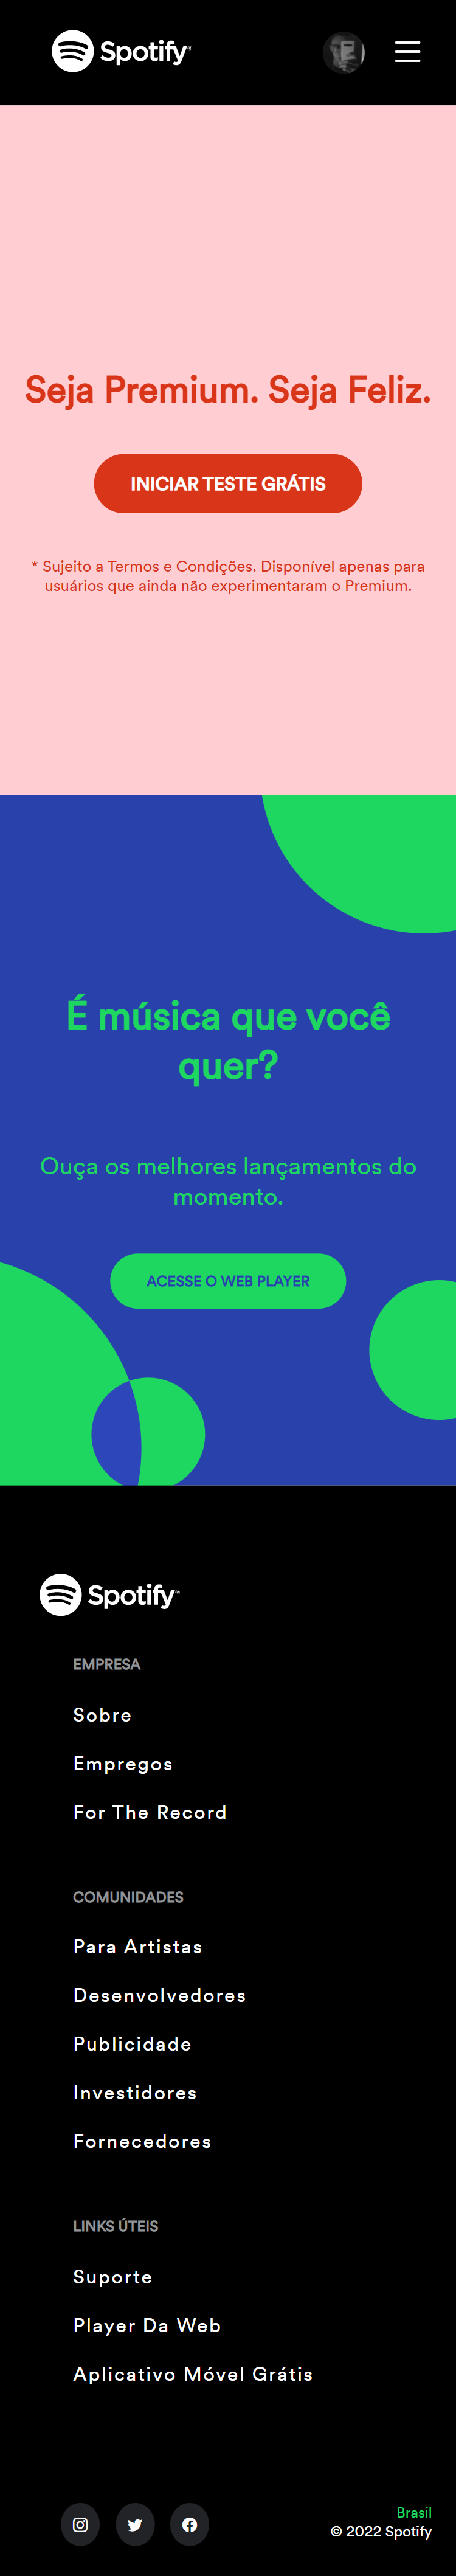 Spotify®
Seja Premium. Seja Feliz.
INICIAR TESTE GRÁTIS
* Sujeito a Termos e Condições. Disponível apenas para
usuários que ainda não experimentaram o Premium.
É música que você
quer?
Ouça os melhores lançamentos do
momento.
ACESSE O WEB PLAYER
Spotify®
EMPRESA
Sobre
Empregos
For The Record
COMUNIDADES
Para Artistas
Desenvolvedores
Publicidade
Investidores
Fornecedores
LINKS ÚTEIS
Suporte
Player Da Web
Aplicativo Móvel Grátis
Brasil
© 2022 Spotify